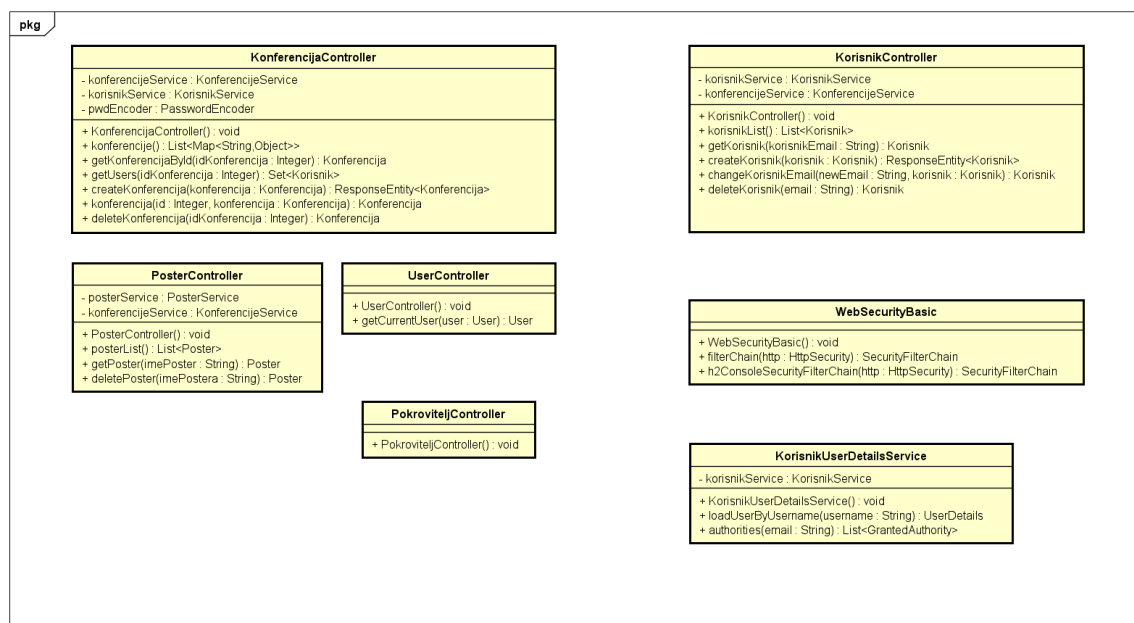 pkg
KonferencijaController
- konferencijeService : KonferencijeService
- korisnikService : KorisnikService
- pwdEncoder : PasswordEncoder
+ KonferencijaController() : void
+ konferencije() : List<Map<String,Object>>
+ getKonferencijaById(idKonferencija : Integer) : Konferencija
+ getUsers(idKonferencija : Integer) : Set<Korisnik>
+ createKonferencija(konferencija : Konferencija) : ResponseEntity<Konferencija>
+ konferencija(id : Integer, konferencija : Konferencija) : Konferencija
+ deleteKonferencija(idKonferencija : Integer) : Konferencija
KorisnikController
- korisnikService : KorisnikService
- konferencijeService : KonferencijeService
+ KorisnikController() : void
+ korisnikList() : List<Korisnik>
+ getKorisnik(korisnikEmail : String) : Korisnik
+ createKorisnik(korisnik : Korisnik) : ResponseEntity<Korisnik>
+ changeKorisnikEmail(newEmail : String, korisnik : Korisnik) : Korisnik
+ deleteKorisnik(email : String) : Korisnik
PosterController
- posterService : PosterService
- konferencijeService : KonferencijeService
+ PosterController() : void
+ posterList() : List<Poster>
+ getPoster(imePoster : String) : Poster
+ deletePoster(imePostera : String) : Poster
UserController
+ UserController() : void
+ getCurrentUser(user : User) : User
WebSecurityBasic
+ WebSecurityBasic() : void
+ filterChain(http : HttpSecurity) : SecurityFilterChain
+ h2ConsoleSecurityFilterChain(http : HttpSecurity) : SecurityFilterChain
PokroviteljController
+ PokroviteljController() : void
KorisnikUserDetailsService
- korisnikService : KorisnikService
+ KorisnikUserDetailsService() : void
+ loadUserByUsername(username : String) : UserDetails
+ authorities(email : String) : List<GrantedAuthority>